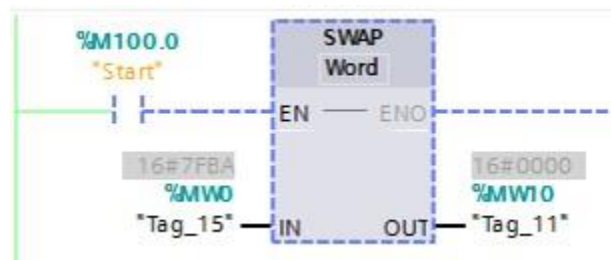 %M100.0
"Start"
SWAP
Word
EN
ENO
16#7FBA
%MW0
"Tag_15"
IN
OUT
16#0000
%MW10
"Tag_11"